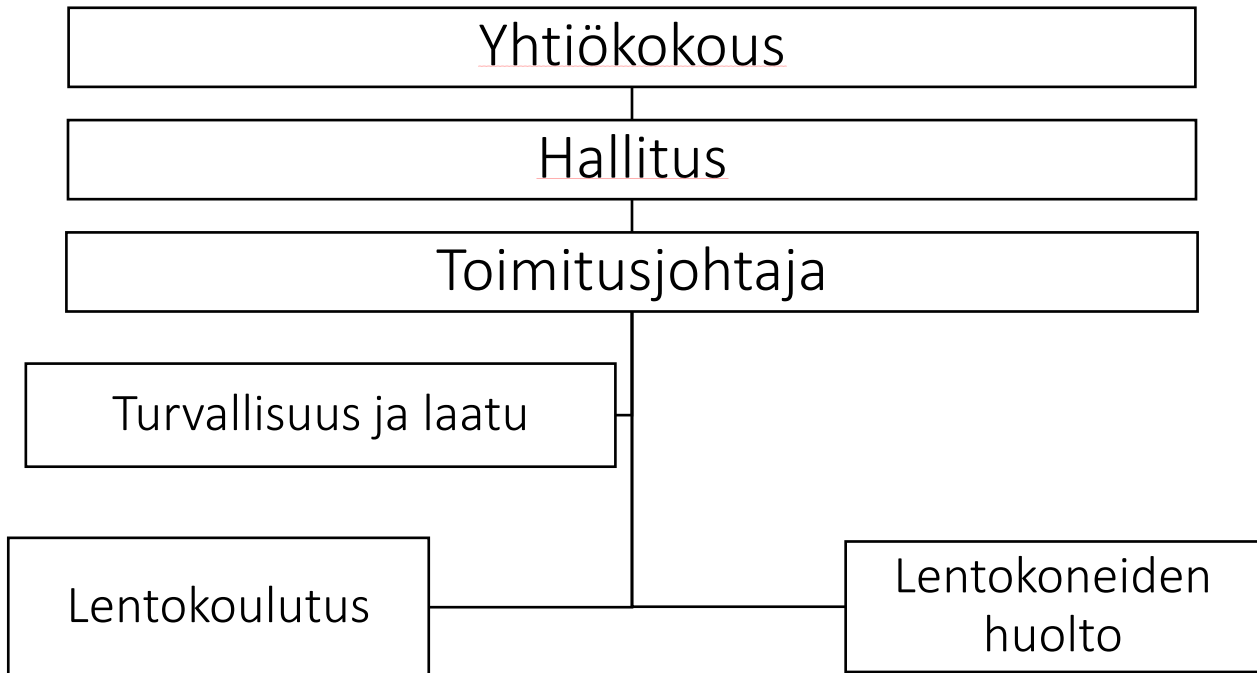 Yhtiökokous
Hallitus
Toimitusjohtaja
Turvallisuus ja laatu
Lentokoulutus
Lentokoneiden
huolto